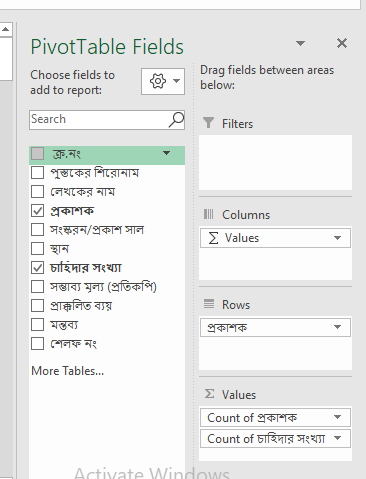 PivotTable Fields
Choose fields to add to report:
Search
ক্র.নং
পুস্তকের শিরোনাম
লেখকের নাম
প্রকাশক
সংস্করন/প্রকাশ সাল
স্থান
চাহিদার সংখ্যা
সম্ভাব্য মূল্য (প্রতিকপি)
প্রাক্কলিত ব্যয়
মন্তব্য
শেলফ নং
More Tables...
Drag fields between areas below:
Filters
Columns
Σ Values
Rows
প্রকাশক
Σ Values
Count of প্রকাশক
Count of চাহিদার সংখ্যা
Activate Windows